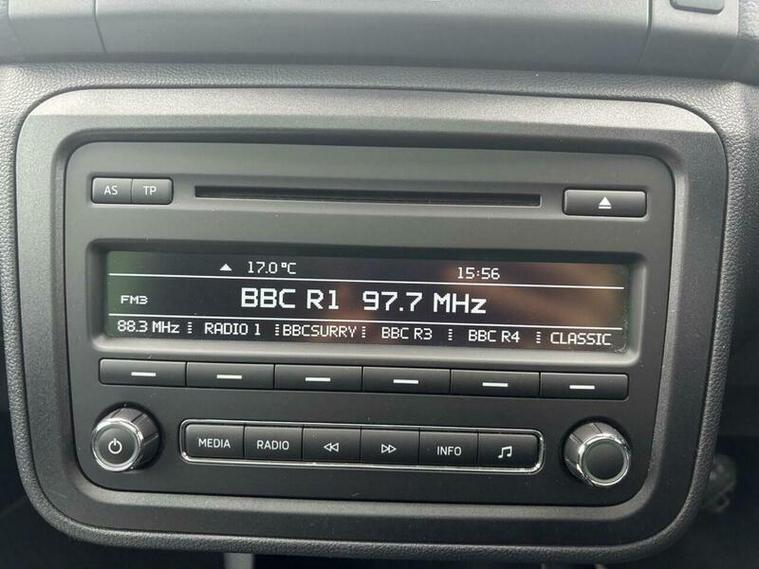 AS TP
17.0°C 15:56
FM3 BBC R1 97.7 MHz
88.3 MHz RADIO 1 BBCSURRY BBC R3 BBC R4 CLASSIC
MEDIA RADIO INFO